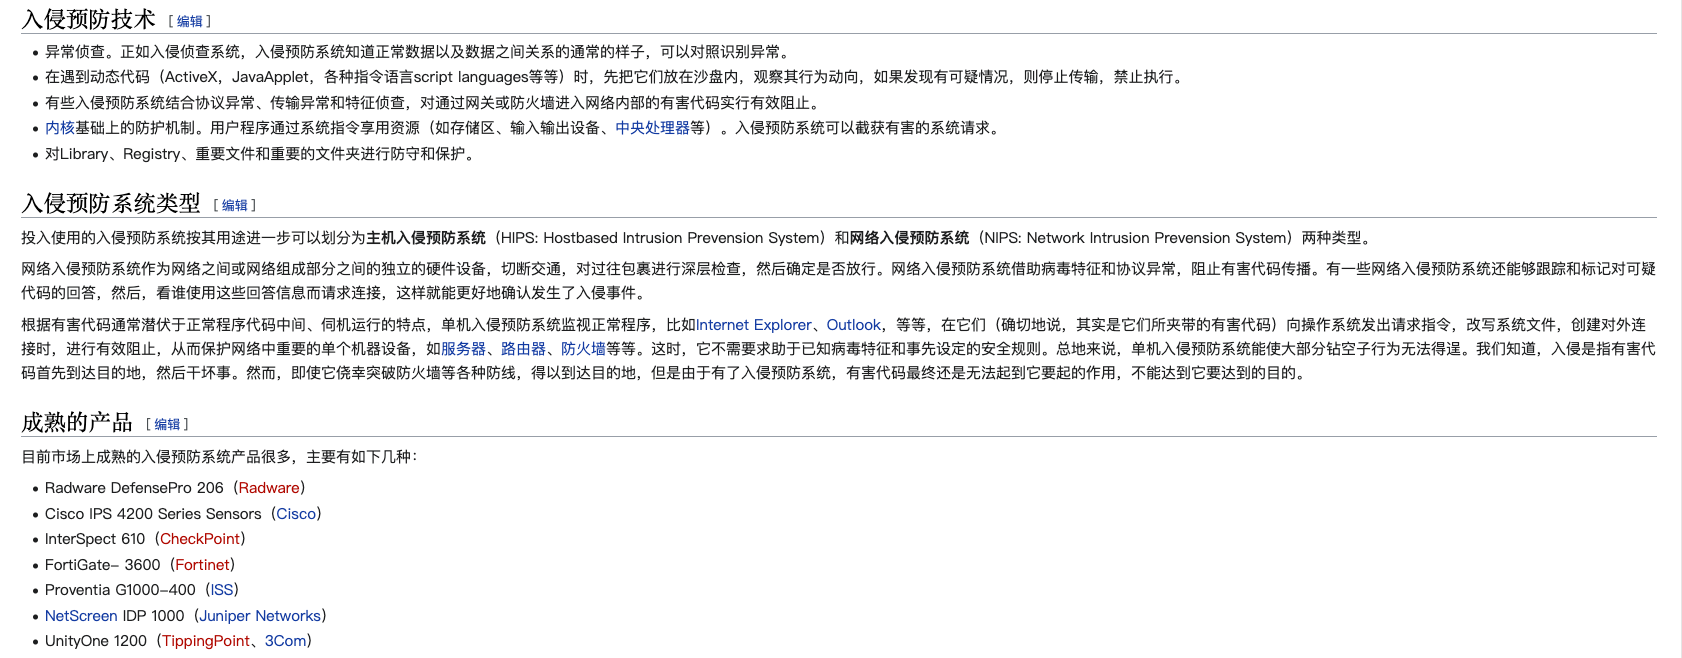 入侵预防技术 [编辑]
异常侦查。正如入侵侦查系统，入侵预防系统知道正常数据以及数据之间关系的通常的样子，可以对照识别异常。
在遇到动态代码（ActiveX，JavaApplet，各种指令语言script languages等等）时，先把它们放在沙盘内，观察其行为动向，如果发现有可疑情况，则停止传输，禁止执行。
有些入侵预防系统结合协议异常、传输异常和特征侦查，对通过网关或防火墙进入网络内部的有害代码实行有效阻止。
内核基础上的防护机制。用户程序通过系统指令享用资源（如存储区、输入输出设备、中央处理器等）。入侵预防系统可以截获有害的系统请求。
对Library、Registry、重要文件和重要的文件夹进行防守和保护。
入侵预防系统类型 [编辑]
投入使用的入侵预防系统按其用途进一步可以划分为主机入侵预防系统（HIPS: Hostbased Intrusion Prevension System）和网络入侵预防系统（NIPS: Network Intrusion Prevension System）两种类型。
网络入侵预防系统作为网络之间或网络组成部分之间的独立的硬件设备，切断交通，对过往包裹进行深层检查，然后确定是否放行。网络入侵预防系统借助病毒特征和协议异常，阻止有害代码传播。有一些网络入侵预防系统还能够跟踪和标记对可疑
代码的回答，然后，看谁使用这些回答信息而请求连接，这样就能更好地确认发生了入侵事件。
根据有害代码通常潜伏于正常程序代码中间、伺机运行的特点，单机入侵预防系统监视正常程序，比如Internet Explorer、Outlook，等等，在它们（确切地说，其实是它们所夹带的有害代码）向操作系统发出请求指令，改写系统文件，创建对外连
接时，进行有效阻止，从而保护网络中重要的单个机器设备，如服务器、路由器、防火墙等等。这时，它不需要求助于已知病毒特征和事先设定的安全规则。总地来说，单机入侵预防系统能使大部分钻空子行为无法得逞。我们知道，入侵是指有害代
码首先到达目的地，然后干坏事。然而，即使它侥幸突破防火墙等各种防线，得以到达目的地，但是由于有了入侵预防系统，有害代码最终还是无法起到它要起的作用，不能达到它要达到的目的。
成熟的产品 [编辑]
目前市场上成熟的入侵预防系统产品很多，主要有如下几种：
Radware DefensePro 206（Radware）
Cisco IPS 4200 Series Sensors（Cisco）
InterSpect 610（CheckPoint）
FortiGate– 3600（Fortinet）
Proventia G1000–400（ISS）
NetScreen IDP 1000（Juniper Networks）
UnityOne 1200（TippingPoint、3Com）